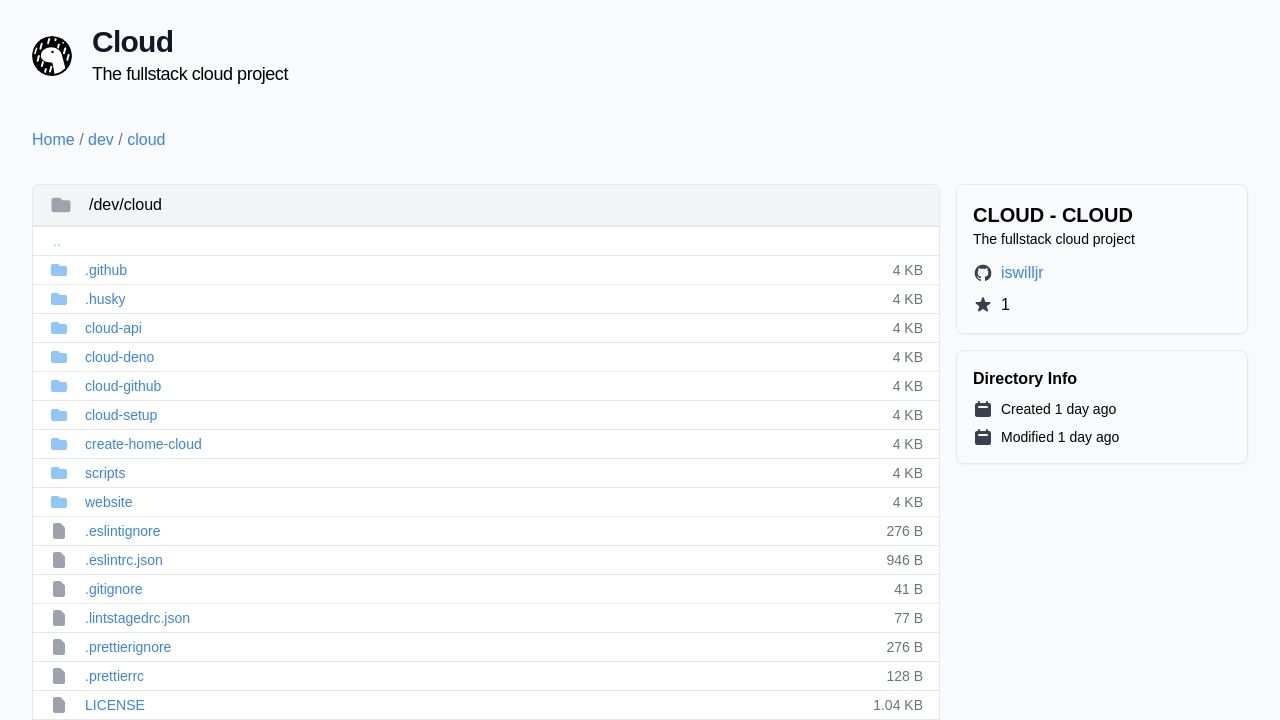 Cloud
The fullstack cloud project
Home / dev / cloud
/dev/cloud
..
.github 4 KB
.husky 4 KB
cloud-api 4 KB
cloud-deno 4 KB
cloud-github 4 KB
cloud-setup 4 KB
create-home-cloud 4 KB
scripts 4 KB
website 4 KB
.eslintignore 276 B
.eslintrc.json 946 B
.gitignore 41 B
.lintstagedrc.json 77 B
.prettierignore 276 B
.prettierrc 128 B
LICENSE 1.04 KB
CLOUD - CLOUD
The fullstack cloud project
iswilljr
1
Directory Info
Created 1 day ago
Modified 1 day ago